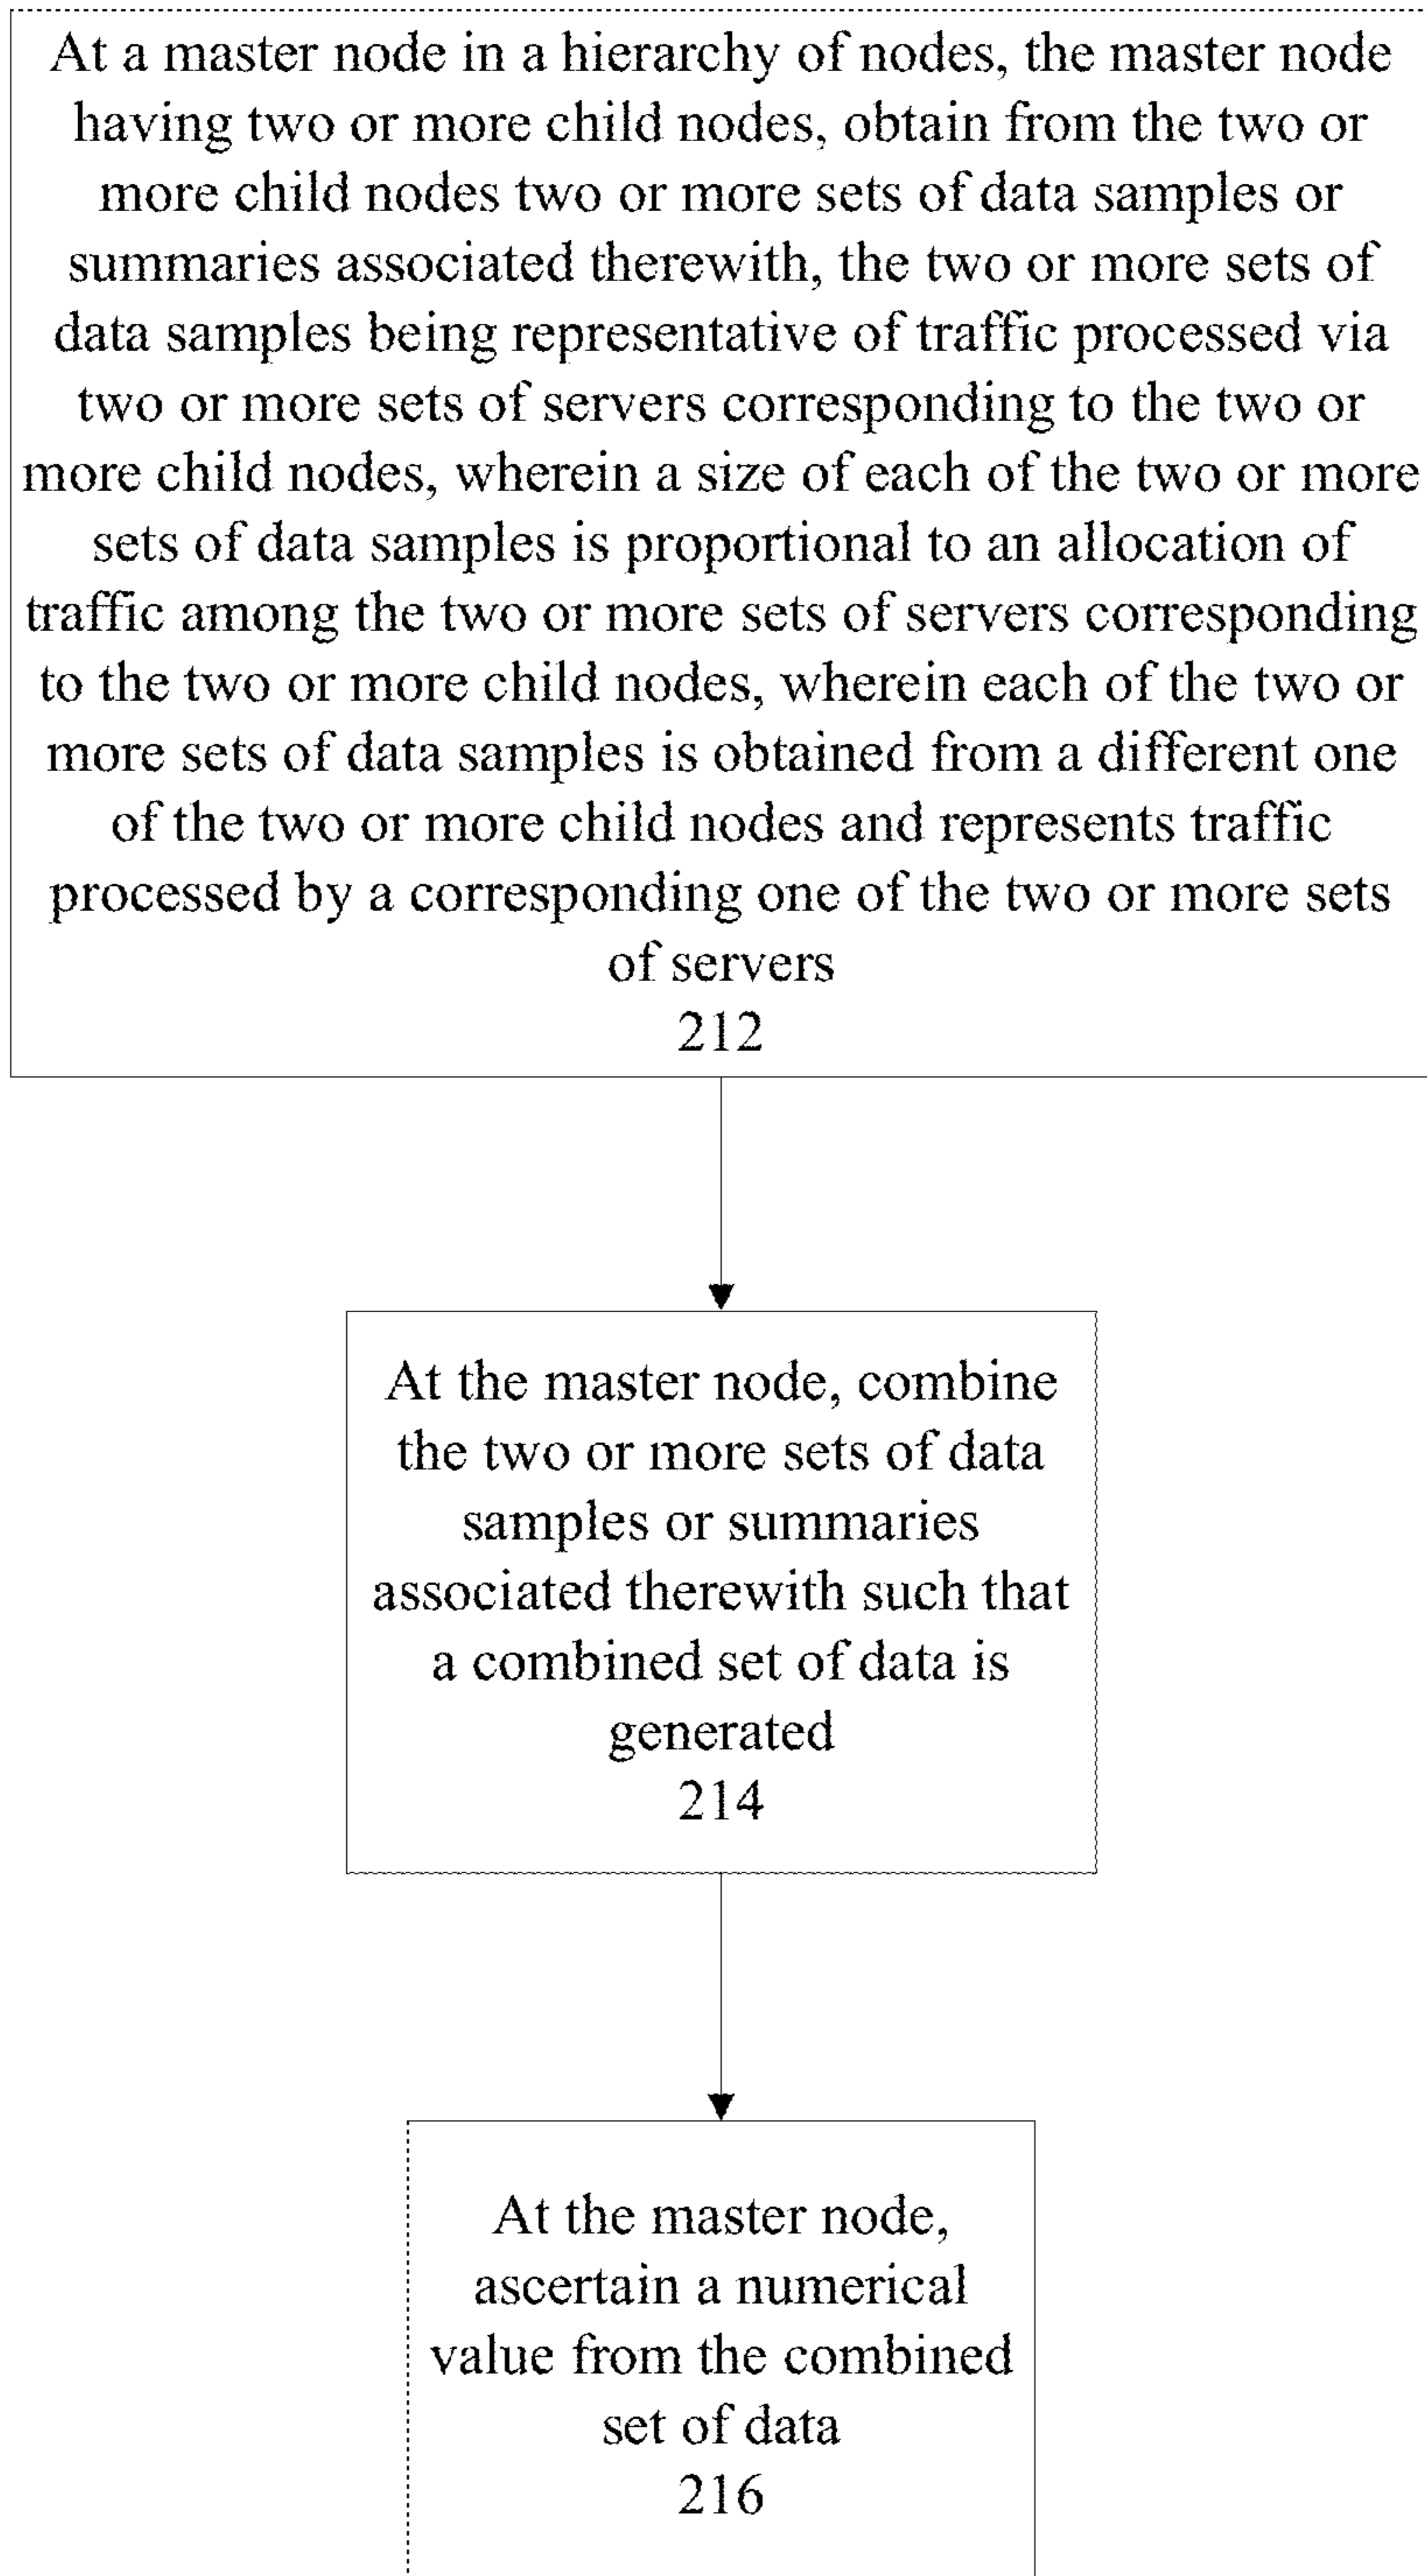 At a master node in a hierarchy of nodes, the master node
having two or more child nodes, obtain from the two or
more child nodes two or more sets of data samples or
summaries associated therewith, the two or more sets of
data samples being representative of traffic processed via
two or more sets of servers corresponding to the two or
more child nodes, wherein a size of each of the two or more
sets of data samples is proportional to an allocation of
traffic among the two or more sets of servers corresponding
to the two or more child nodes, wherein each of the two or
more sets of data samples is obtained from a different one
of the two or more child nodes and represents traffic
processed by a corresponding one of the two or more sets
of servers
212
At the master node, combine
the two or more sets of data
samples or summaries
associated therewith such that
a combined set of data is
generated
214
At the master node,
ascertain a numerical
value from the combined
set of data
216